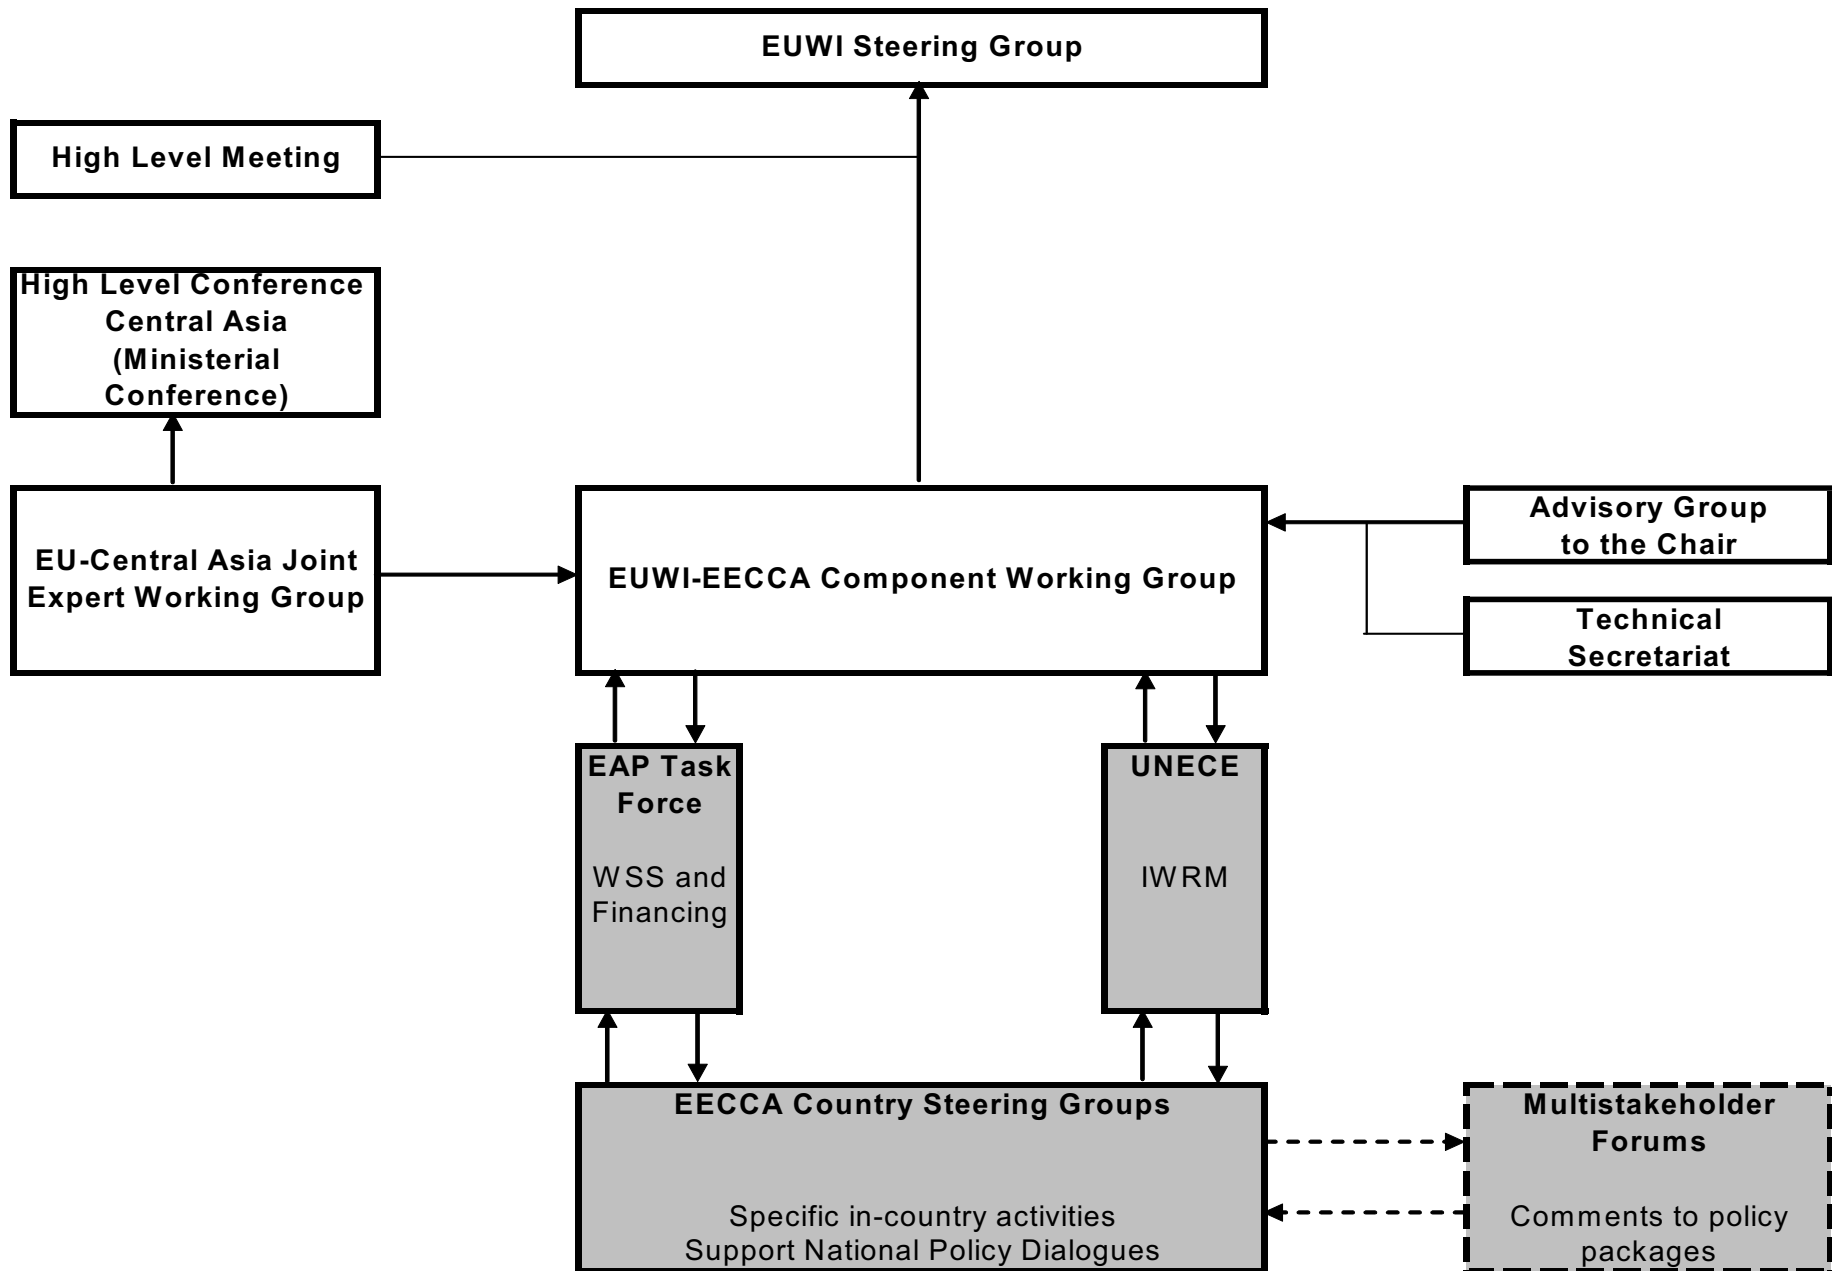 EUWI Steering Group
High Level Meeting
High Level Conference
Central Asia
(Ministerial
Conference)
EU-Central Asia Joint
Expert Working Group
EUWI-EECCA Component Working Group
Advisory Group
to the Chair
Technical
Secretariat
EAP Task
Force
WSS and
Financing
UNECE
IWRM
EECCA Country Steering Groups
Specific in-country activities
Support National Policy Dialogues
Multistakeholder
Forums
Comments to policy
packages